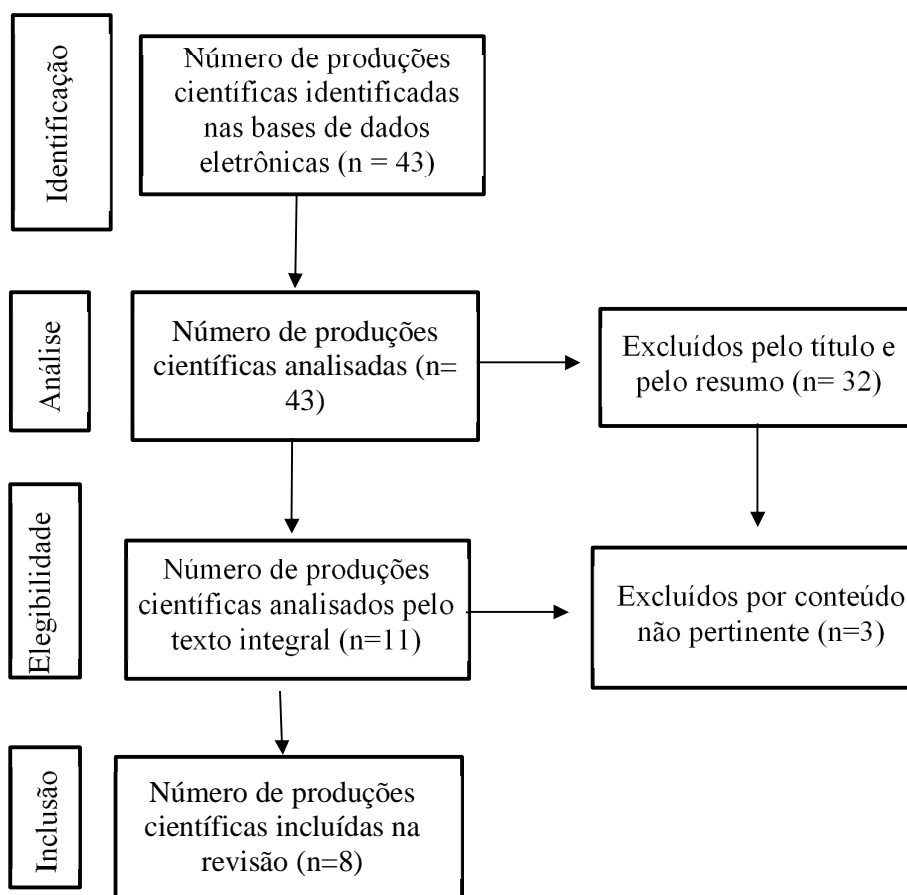 Identificação
Número de produções
científicas identificadas
nas bases de dados
eletrônicas (n = 43)
Análise
Número de produções
científicas analisadas (n=
43)
Excluídos pelo título e
pelo resumo (n= 32)
Elegibilidade
Número de produções
científicas analisados pelo
texto integral (n=11)
Excluídos por conteúdo
não pertinente (n=3)
Inclusão
Número de produções
científicas incluídas na
revisão (n=8)